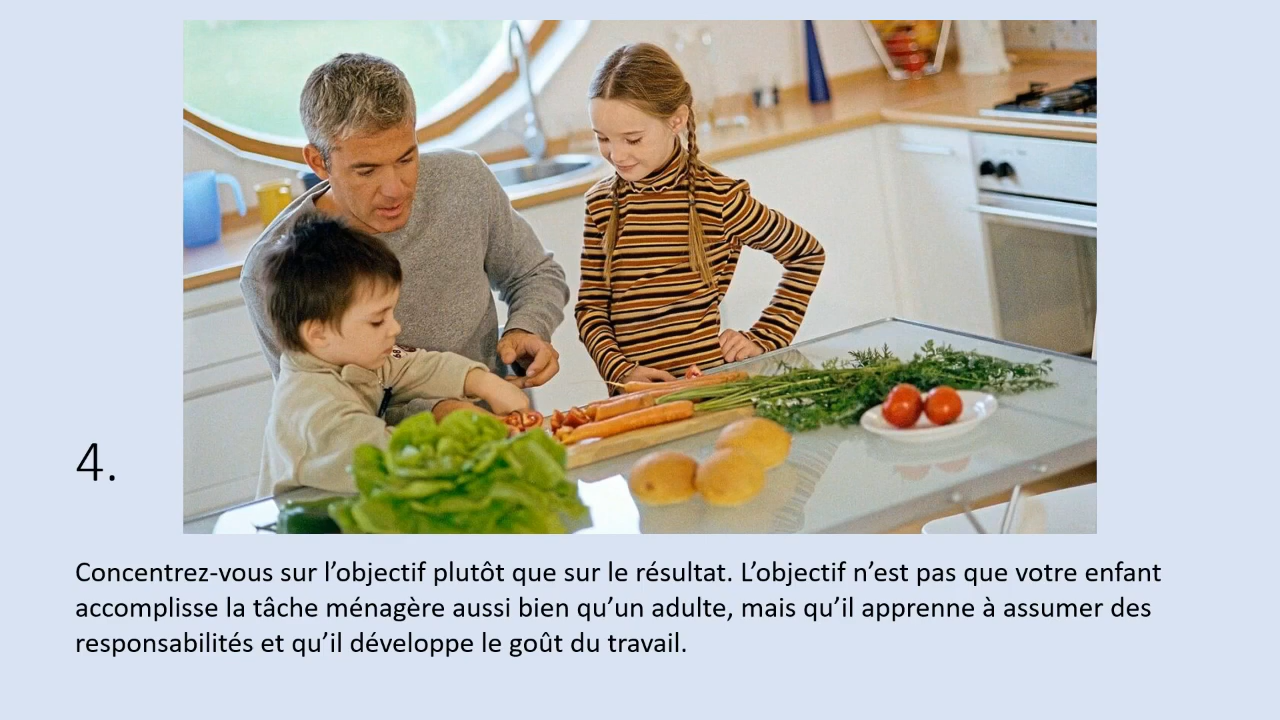 4.
Concentrez-vous sur l’objectif plutôt que sur le résultat. L’objectif n’est pas que votre enfant
accomplisse la tâche ménagère aussi bien qu’un adulte, mais qu’il apprenne à assumer des
responsabilités et qu’il développe le goût du travail.